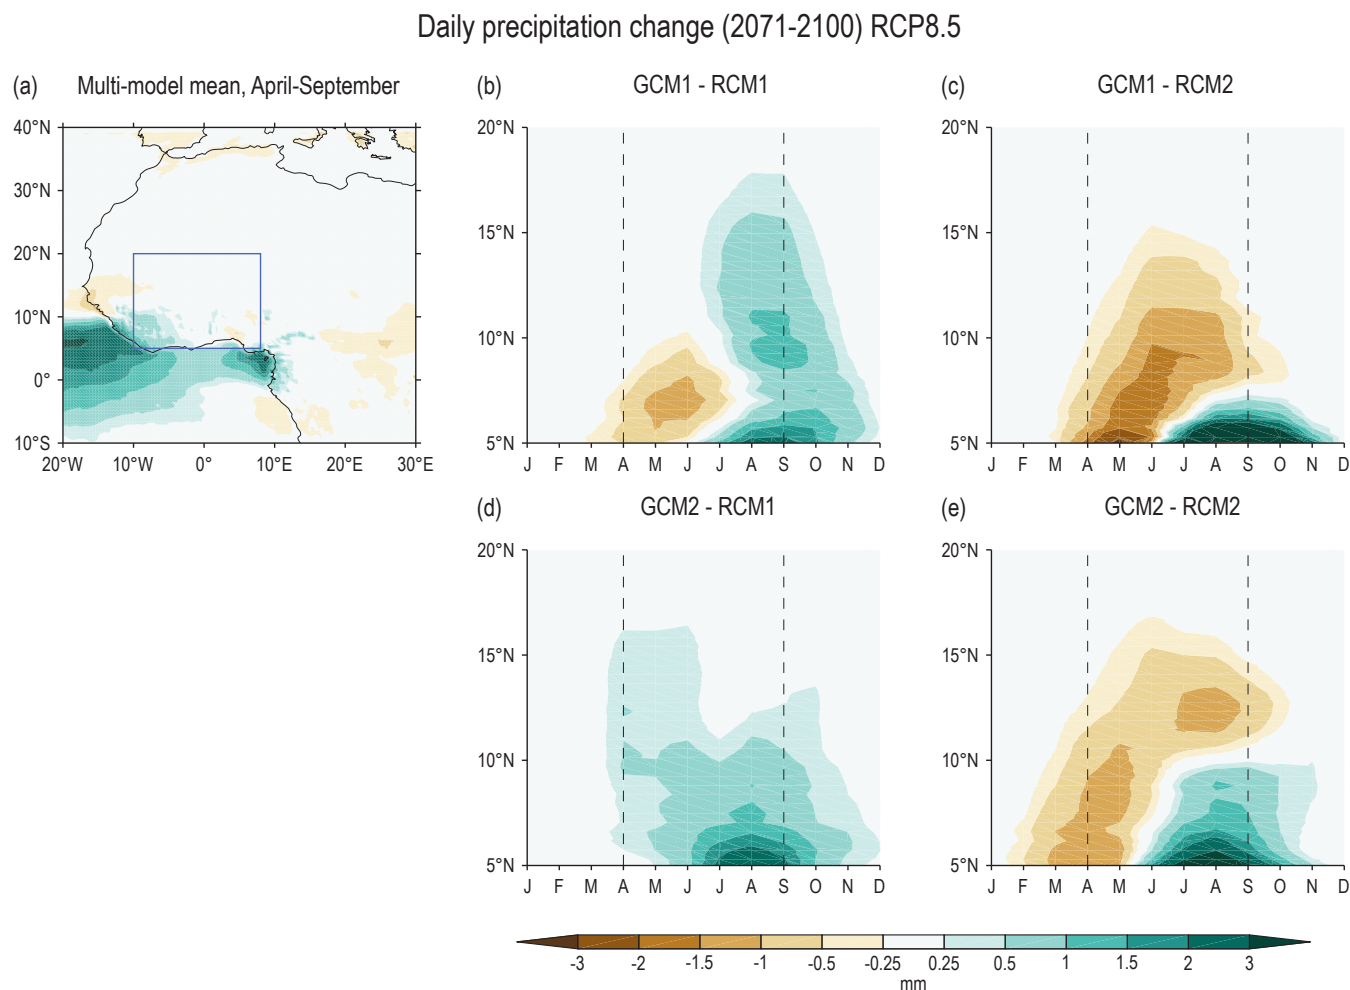 Daily precipitation change (2071-2100) RCP8.5
(a) Multi-model mean, April-September
40°N
30°N
20°N
10°N
0°
10°S
20°W 10°W 0° 10°E 20°E 30°E
(b) GCM1 - RCM1
20°N
15°N
10°N
5°N
J F M A M J J A S O N D
(c) GCM1 - RCM2
20°N
15°N
10°N
5°N
J F M A M J J A S O N D
(d) GCM2 - RCM1
20°N
15°N
10°N
5°N
J F M A M J J A S O N D
(e) GCM2 - RCM2
20°N
15°N
10°N
5°N
J F M A M J J A S O N D
-3 -2 -1.5 -1 -0.5 -0.25 0.25 0.5 1 1.5 2 3
mm